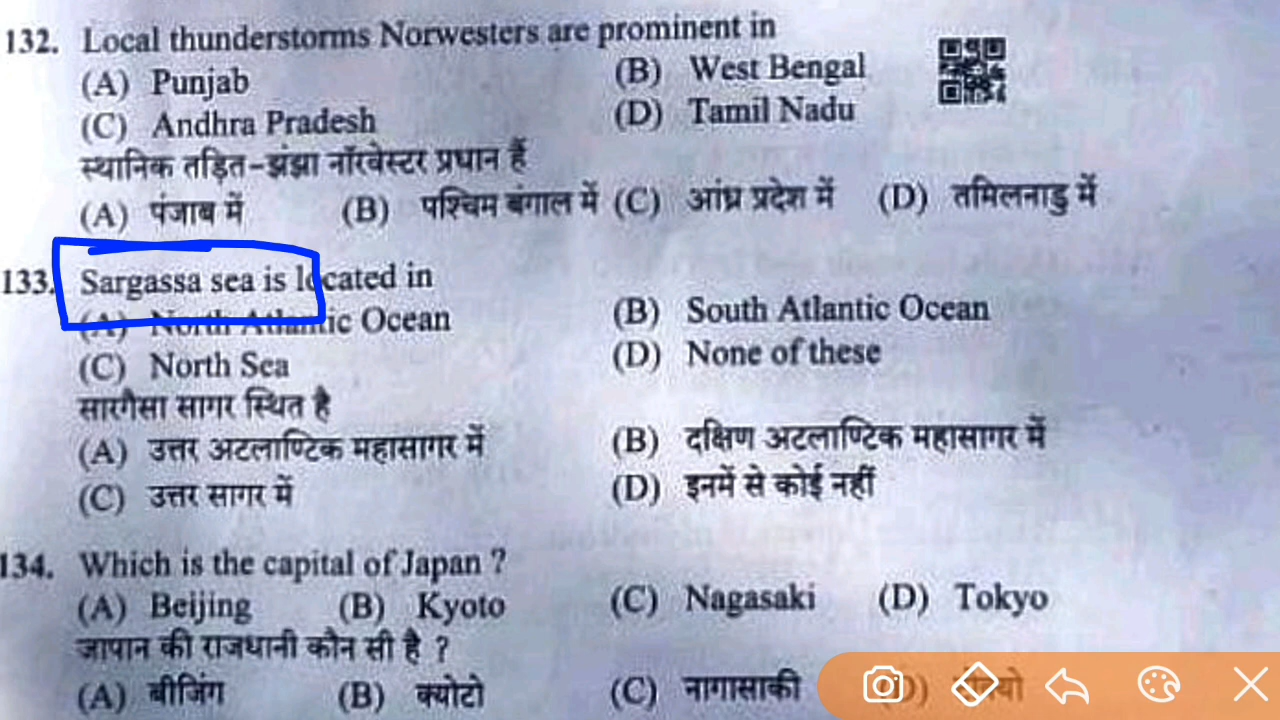 132. Local thunderstorms Norwesters are prominent in
(A) Punjab (B) West Bengal
(C) Andhra Pradesh (D) Tamil Nadu
स्थानिक तड़ित-झंझा नॉरवेस्टर प्रधान हैं
(A) पंजाब में (B) पश्चिम बंगाल में (C) आंध्र प्रदेश में (D) तमिलनाडु में
133. Sargassa sea is located in
(A) North Atlantic Ocean (B) South Atlantic Ocean
(C) North Sea (D) None of these
सारगैसा सागर स्थित है
(A) उत्तर अटलाण्टिक महासागर में (B) दक्षिण अटलाण्टिक महासागर में
(C) उत्तर सागर में (D) इनमें से कोई नहीं
134. Which is the capital of Japan ?
(A) Beijing (B) Kyoto (C) Nagasaki (D) Tokyo
जापान की राजधानी कौन सी है ?
(A) बीजिंग (B) क्योटो (C) नागासाकी (D)